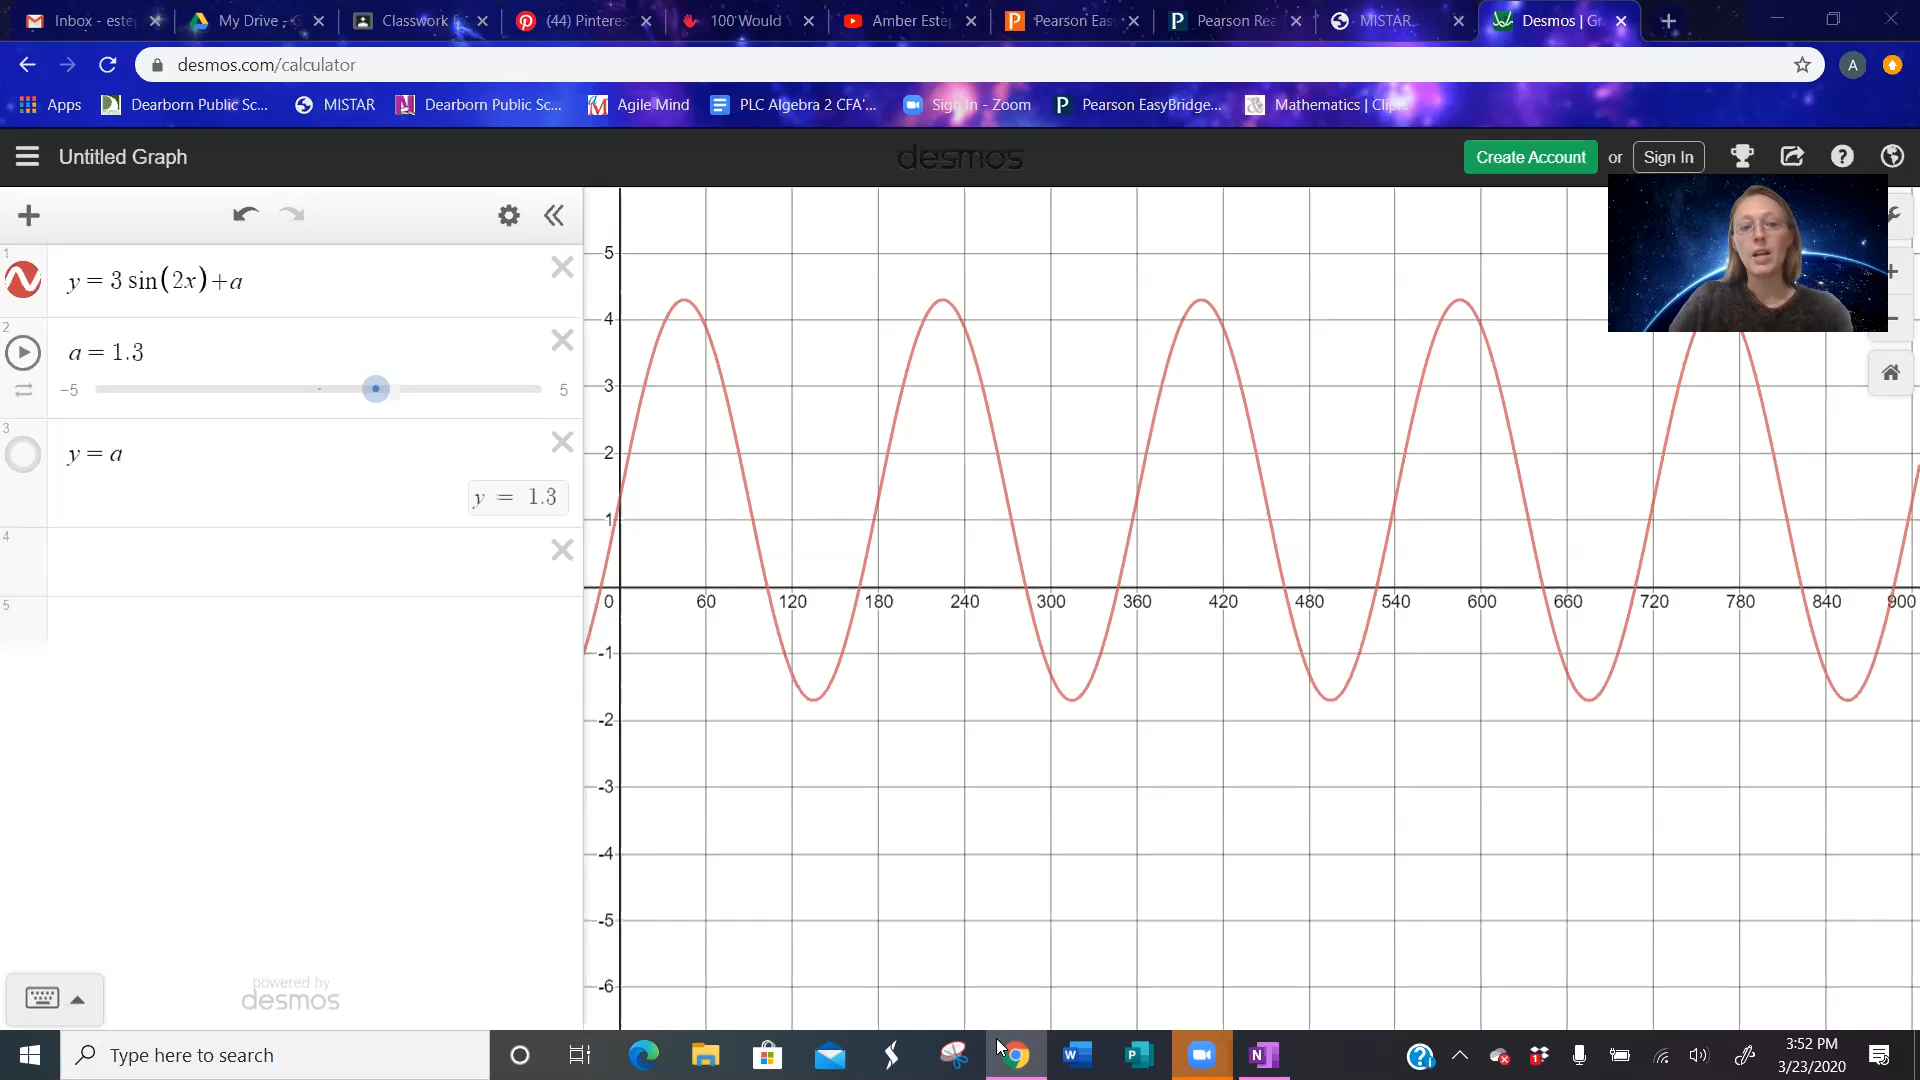 Inbox - este
My Drive -
Classwork f
(44) Pinteres
100 Would
Amber Estep
Pearson Eas
Pearson Rea
MISTAR
Desmos | Gr
desmos.com/calculator
A
Apps
Dearborn Public Sc...
MISTAR
Dearborn Public Sc...
Agile Mind
PLC Algebra 2 CFA'...
Sign In - Zoom
Pearson EasyBridge...
Mathematics | Clip...
Untitled Graph
desmos
Create Account or Sign In
1
y = 3 sin(2x)+a
2
a = 1.3
-5
5
3
y = a
y = 1.3
4
5
5
4
3
2
1
0 60 120 180 240 300 360 420 480 540 600 660 720 780 840 900
-1
-2
-3
-4
-5
-6
powered by
desmos
Type here to search
3:52 PM
3/23/2020